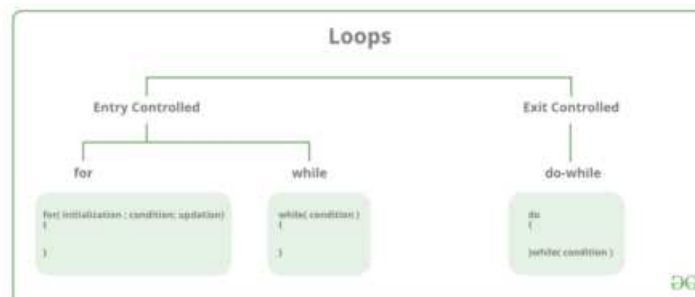 Loops
Entry Controlled
Exit Controlled
for
while
do-while
for( initialization ; condition; updation)
{
}
while( condition )
{
}
do
{
}while( condition )